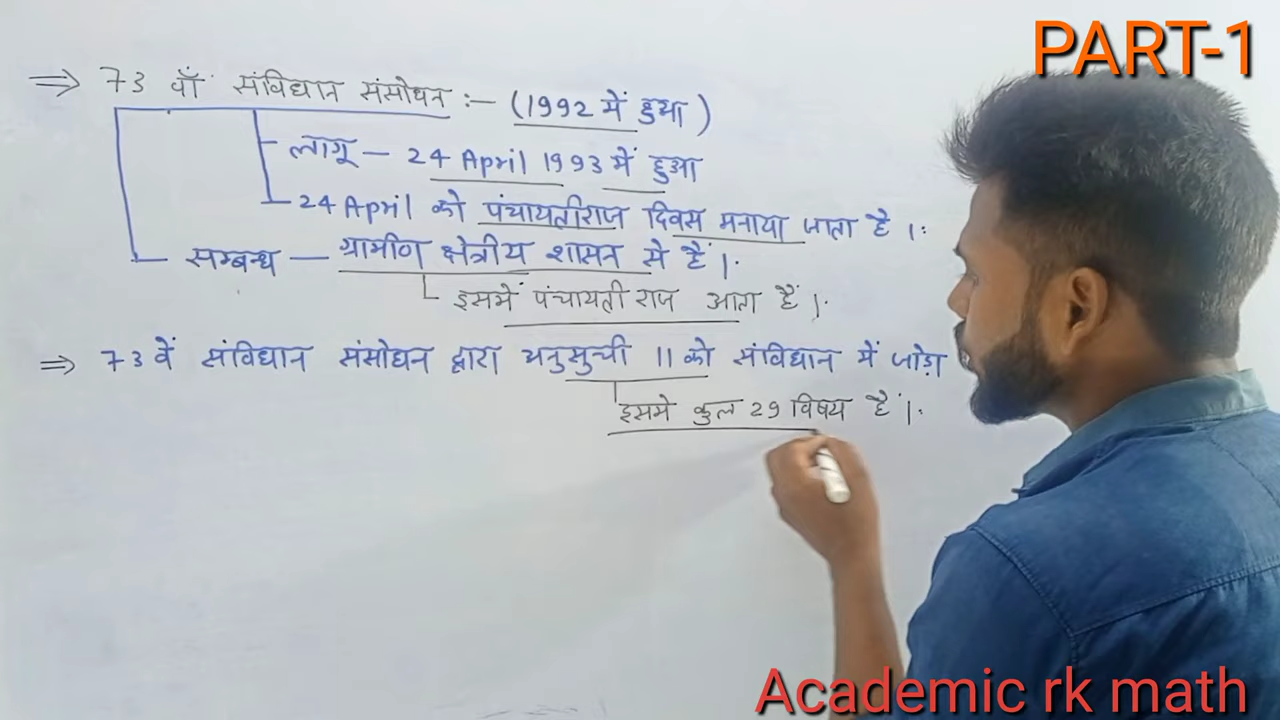 PART-1
⇒ 73 वाँ संविधान संसोधन :- (1992 में हुआ)
लागू - 24 April 1993 में हुआ
24 April को पंचायतीराज दिवस मनाया जाता है ।
सम्बन्ध - ग्रामीण क्षेत्रीय शासन से हैं ।
इसमें पंचायती राज आता हैं ।
⇒ 73 वें संविधान संसोधन द्वारा अनुसुची 11 को संविधान में जोड़ा
इसमे कुल 29 विषय हैं ।
Academic rk math